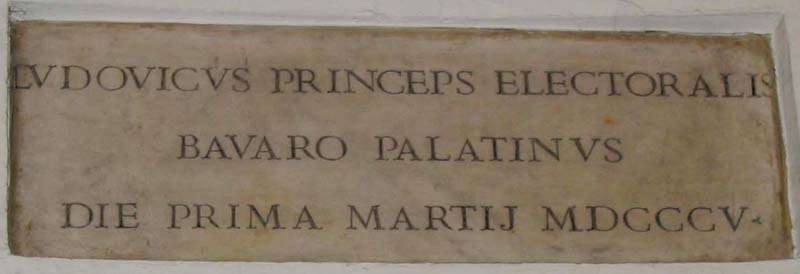 LVDOVICVS PRINCEPS ELECTORALIS
BAVARO PALATINVS
DIE PRIMA MARTIJ MDCCCV